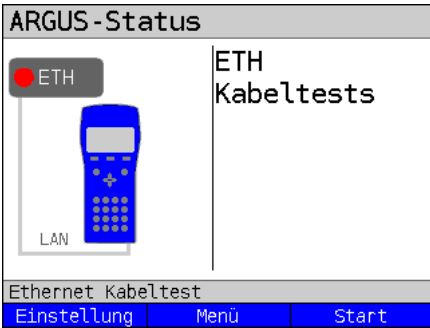 ARGUS-Status
ETH
ETH
Kabeltests
LAN
Ethernet Kabeltest
Einstellung Menü Start